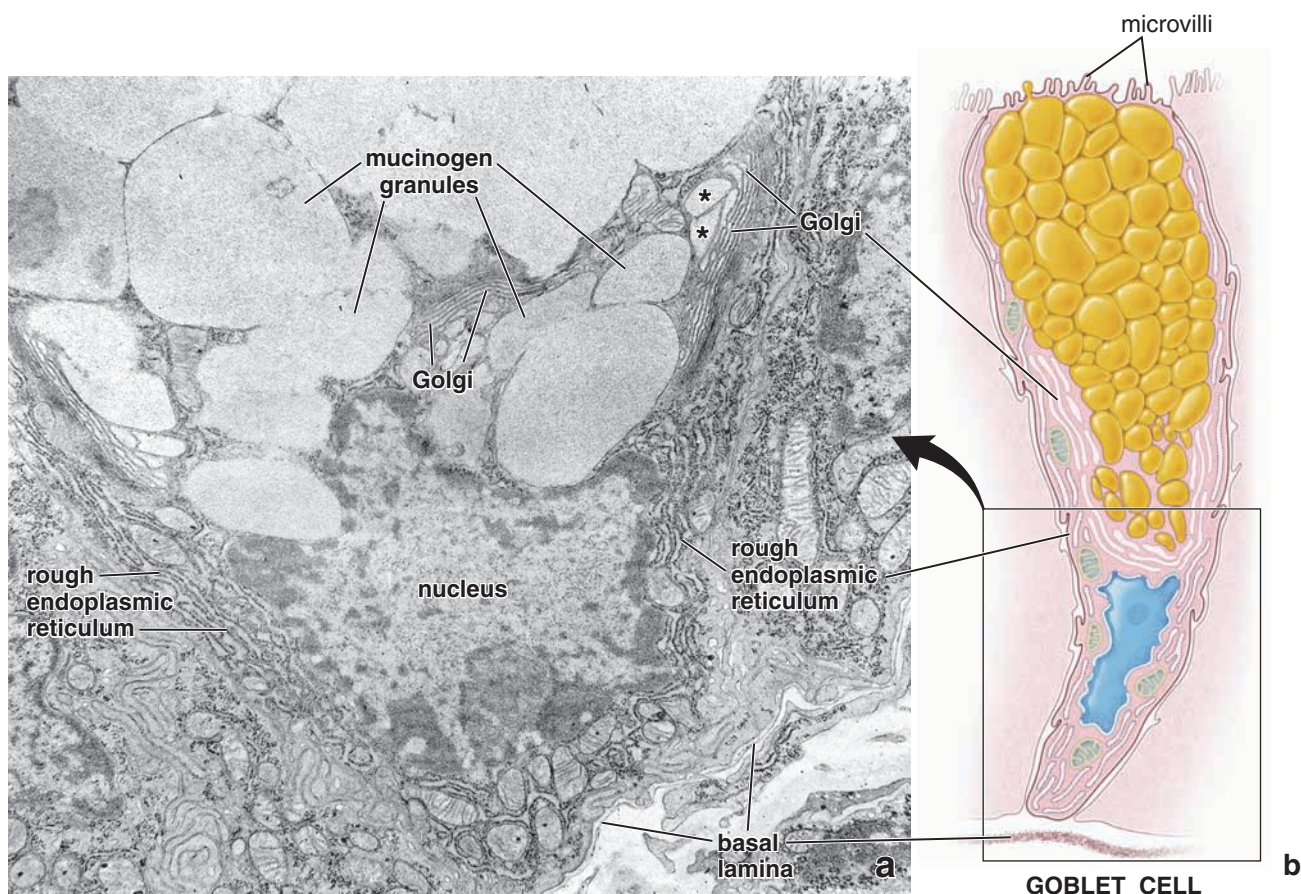 microvilli
mucinogen
granules
*
*
Golgi
Golgi
rough
endoplasmic
reticulum
nucleus
rough
endoplasmic
reticulum
basal
lamina
a
b
GOBLET CELL